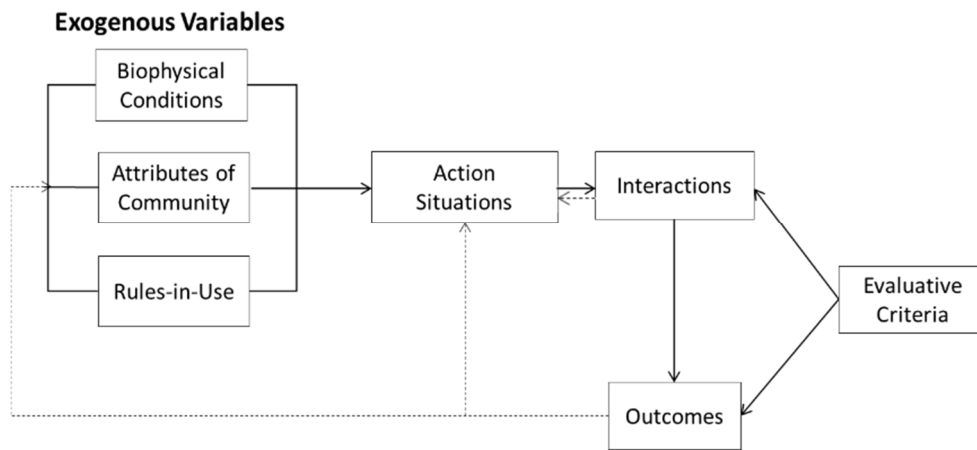 Exogenous Variables
Biophysical
Conditions
Attributes of
Community
Rules-in-Use
Action
Situations
Interactions
Evaluative
Criteria
Outcomes